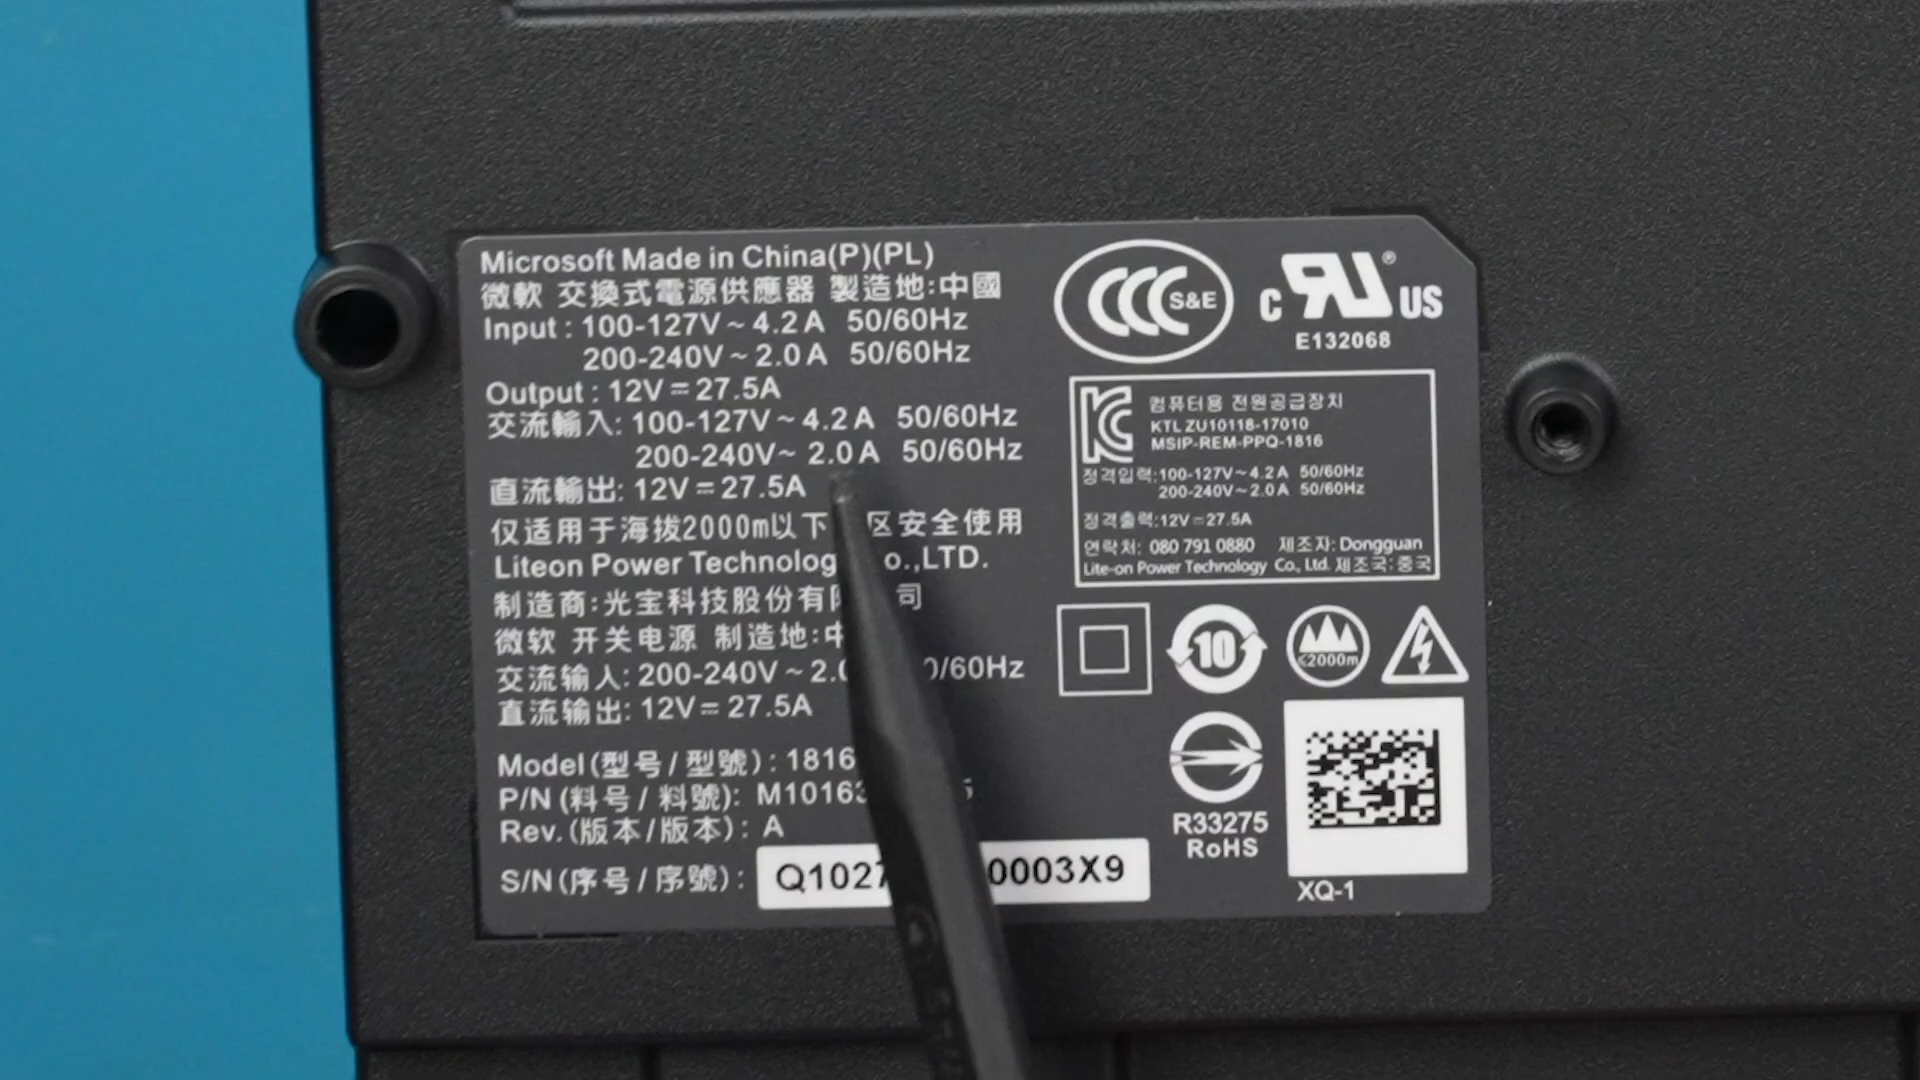 Microsoft Made in China(P)(PL)
微軟 交換式電源供應器 製造地:中國
Input : 100-127V ~ 4.2 A 50/60Hz
200-240V ~ 2.0 A 50/60Hz
Output : 12V ⎓ 27.5A
交流輸入: 100-127V ~ 4.2 A 50/60Hz
200-240V ~ 2.0 A 50/60Hz
直流輸出: 12V ⎓ 27.5A
仅适用于海拔2000m以下 区安全使用
Liteon Power Technolog o.,LTD.
制造商:光宝科技股份有 司
微软 开关电源 制造地:中
交流输入: 200-240V ~ 2.0 0/60Hz
直流输出: 12V ⎓ 27.5A
Model (型号 / 型號) : 1816
P/N (料号 / 料號): M10163
Rev. (版本 / 版本) : A
S/N (序号 / 序號) : Q1027 0003X9
CCC S&E
C RU® US
E132068
KC
컴퓨터용 전원공급장치
KTL ZU10118-17010
MSIP-REM-PPQ-1816
정격입력:100-127V ~ 4.2 A 50/60Hz
200-240V ~ 2.0 A 50/60Hz
정격출력:12V ⎓ 27.5A
연락처: 080 791 0880 제조자: Dongguan
Lite-on Power Technology Co., Ltd. 제조국: 중국
10
≤2000m
R33275
RoHS
XQ-1